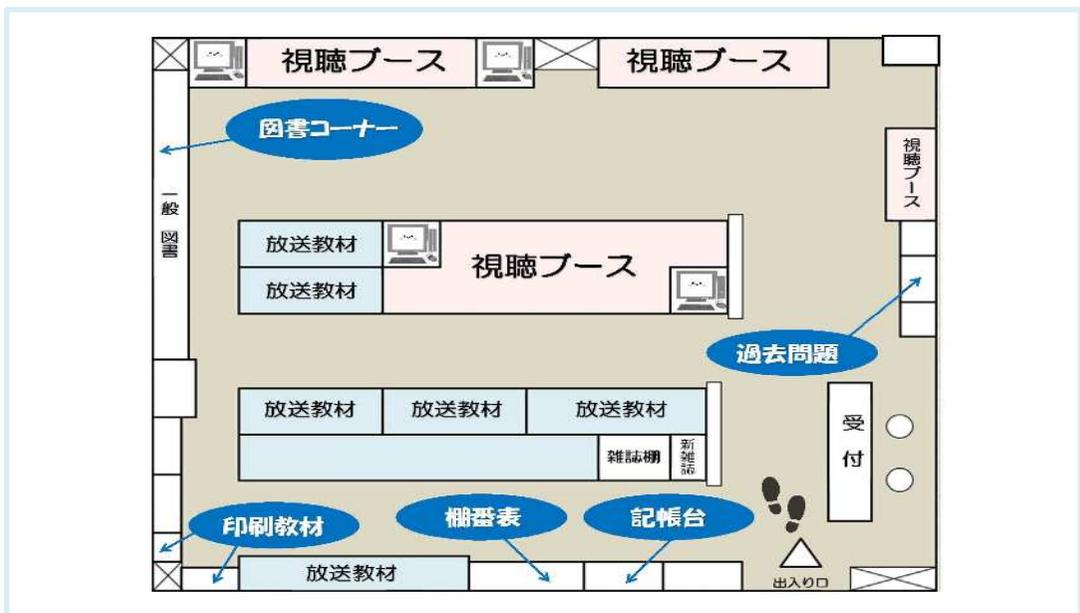 視聴ブース
視聴ブース
図書コーナー
視聴ブース
一般 図書
放送教材
放送教材
視聴ブース
過去問題
放送教材
放送教材
放送教材
雑誌棚
新雑誌
受付
印刷教材
棚番表
記帳台
放送教材
出入り口